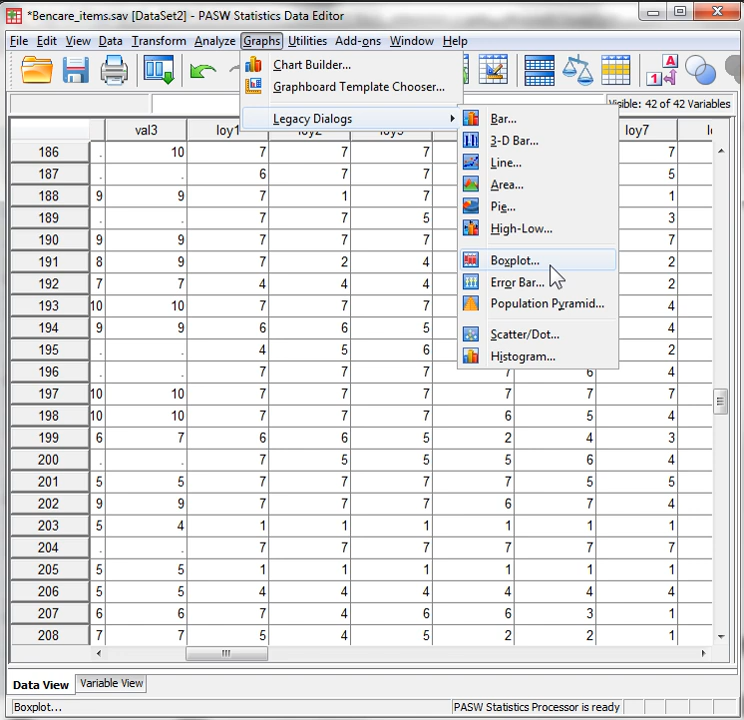 *Bencare_items.sav [DataSet2] - PASW Statistics Data Editor
File Edit View Data Transform Analyze Graphs Utilities Add-ons Window Help
Chart Builder...
Graphboard Template Chooser...
Legacy Dialogs
Bar...
3-D Bar...
Line...
Area...
Pie...
High-Low...
Boxplot...
Error Bar...
Population Pyramid...
Scatter/Dot...
Histogram...
Visible: 42 of 42 Variables
val3 loy1 loy2 loy7
186 . 10 7 7 7 7
187 . . 6 7 7 5
188 9 9 7 1 7 1
189 . . 7 7 5 3
190 9 9 7 7 7 2
191 8 9 7 2 4 2
192 7 7 4 4 4 4
193 10 10 7 7 7 2
194 9 9 6 6 5 4
195 . . 4 5 6 2
196 . . 7 7 7 7 6 4
197 10 10 7 7 7 7 7 7
198 10 10 7 7 7 6 5 4
199 6 7 6 6 5 2 4 3
200 . . 7 5 5 5 6 4
201 5 5 7 7 7 7 5 5
202 9 9 7 7 7 6 7 4
203 5 4 1 1 1 1 1 1
204 . . 7 7 7 7 7 7
205 5 5 1 1 1 1 1 1
206 5 5 4 4 4 4 4 4
207 6 6 7 4 6 6 3 1
208 7 7 5 4 5 2 2 1
Data View Variable View
Boxplot... PASW Statistics Processor is ready